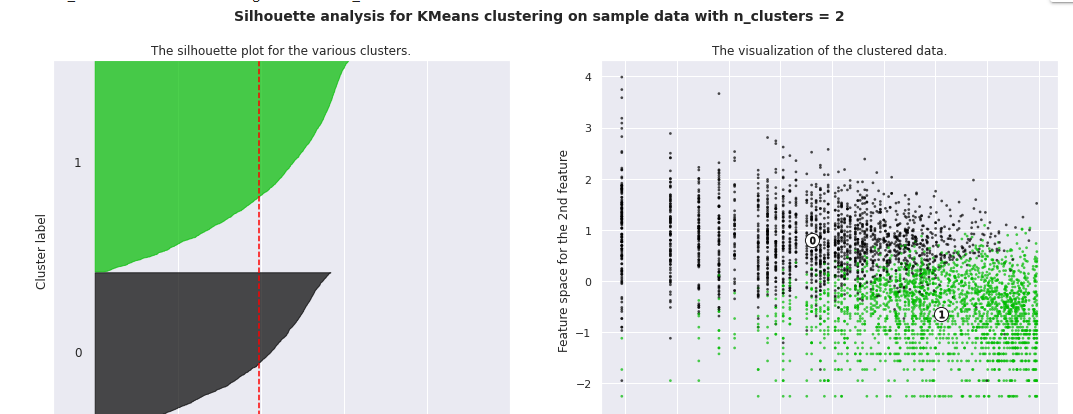 Silhouette analysis for KMeans clustering on sample data with n_clusters = 2
The silhouette plot for the various clusters.
Cluster label
1
0
The visualization of the clustered data.
Feature space for the 2nd feature
4
3
2
1
0
−1
−2
0
1